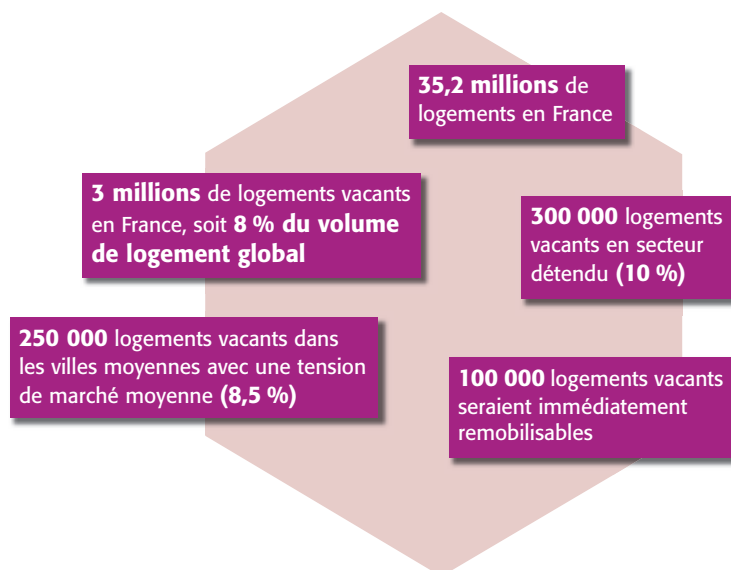 35,2 millions de
logements en France
3 millions de logements vacants
en France, soit 8 % du volume
de logement global
300 000 logements
vacants en secteur
détendu (10 %)
250 000 logements vacants dans
les villes moyennes avec une tension
de marché moyenne (8,5 %)
100 000 logements vacants
seraient immédiatement
remobilisables